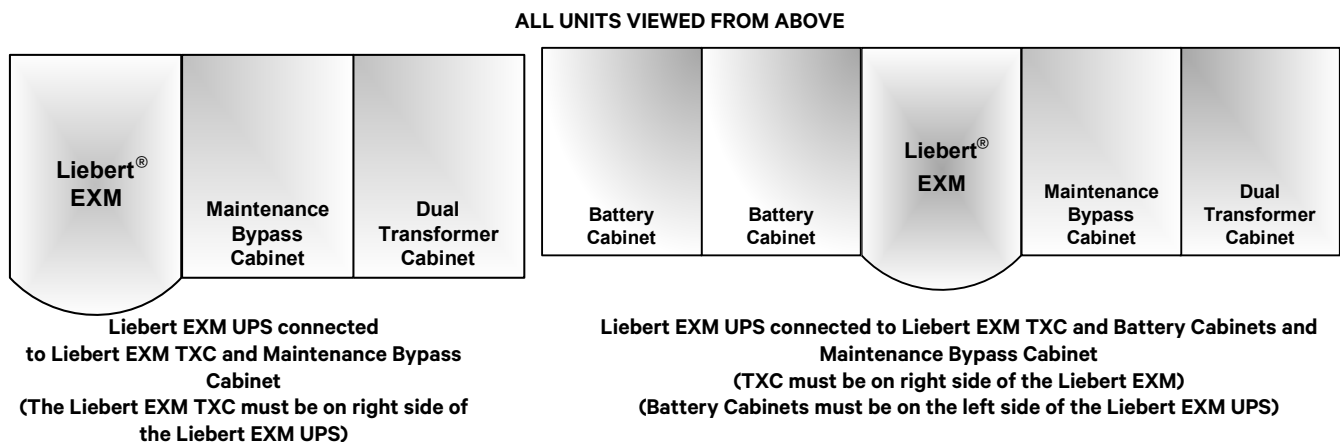 ALL UNITS VIEWED FROM ABOVE
Liebert®
EXM
Maintenance
Bypass
Cabinet
Dual
Transformer
Cabinet
Liebert EXM UPS connected
to Liebert EXM TXC and Maintenance Bypass
Cabinet
(The Liebert EXM TXC must be on right side of
the Liebert EXM UPS)
Battery
Cabinet
Battery
Cabinet
Liebert®
EXM
Maintenance
Bypass
Cabinet
Dual
Transformer
Cabinet
Liebert EXM UPS connected to Liebert EXM TXC and Battery Cabinets and
Maintenance Bypass Cabinet
(TXC must be on right side of the Liebert EXM)
(Battery Cabinets must be on the left side of the Liebert EXM UPS)